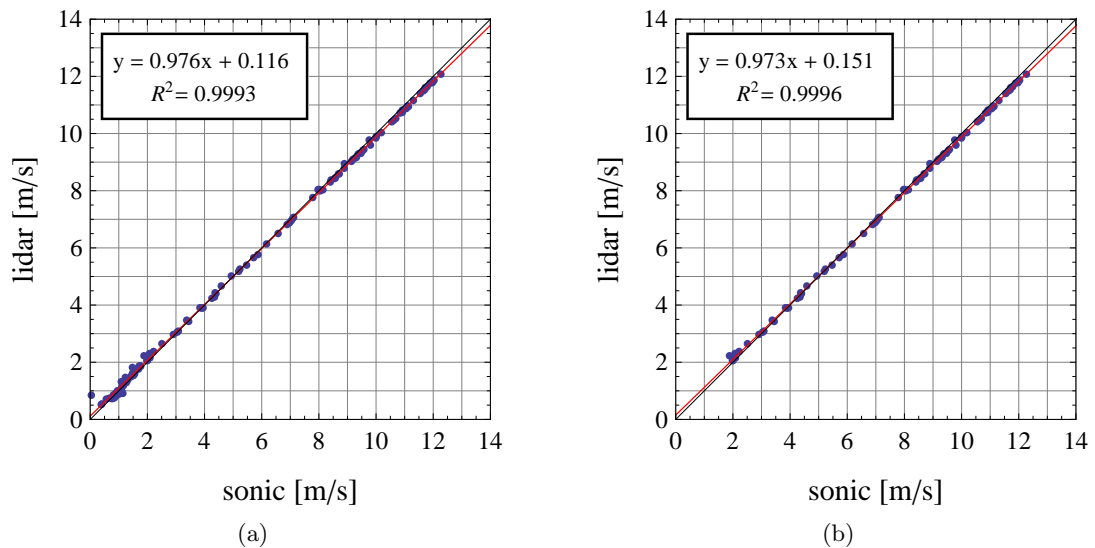 y = 0.976x + 0.116
R² = 0.9993
14
12
10
8
6
4
2
0
lidar [m/s]
0 2 4 6 8 10 12 14
sonic [m/s]
(a)
y = 0.973x + 0.151
R² = 0.9996
14
12
10
8
6
4
2
0
lidar [m/s]
0 2 4 6 8 10 12 14
sonic [m/s]
(b)